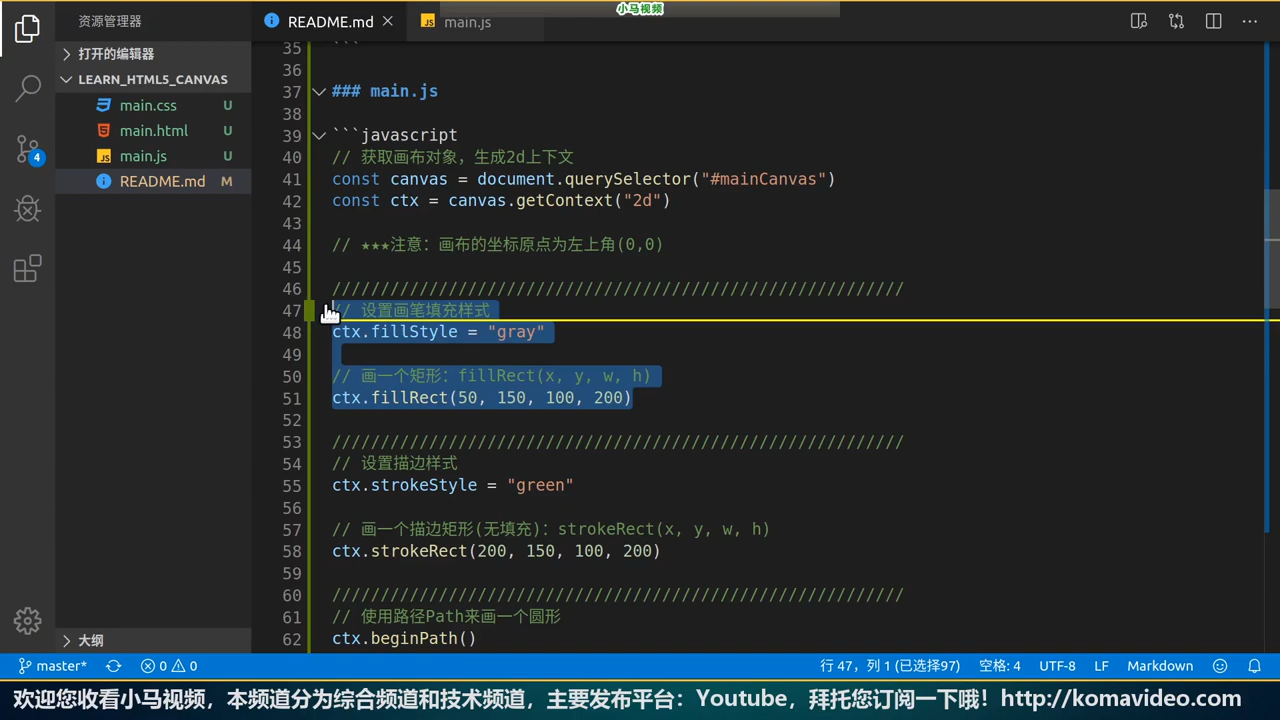 小马视频
资源管理器
README.md
main.js
打开的编辑器
LEARN_HTML5_CANVAS
main.css U
main.html U
main.js U
README.md M
4
大纲
35 ```
36
37 ### main.js
38
39 ```javascript
40 // 获取画布对象，生成2d上下文
41 const canvas = document.querySelector("#mainCanvas")
42 const ctx = canvas.getContext("2d")
43
44 // ★★★注意：画布的坐标原点为左上角(0,0)
45
46 ///////////////////////////////////////////////////////////
47 // 设置画笔填充样式
48 ctx.fillStyle = "gray"
49
50 // 画一个矩形：fillRect(x, y, w, h)
51 ctx.fillRect(50, 150, 100, 200)
52
53 ///////////////////////////////////////////////////////////
54 // 设置描边样式
55 ctx.strokeStyle = "green"
56
57 // 画一个描边矩形(无填充)：strokeRect(x, y, w, h)
58 ctx.strokeRect(200, 150, 100, 200)
59
60 ///////////////////////////////////////////////////////////
61 // 使用路径Path来画一个圆形
62 ctx.beginPath()
master* 0 0 行 47，列 1 (已选择97) 空格: 4 UTF-8 LF Markdown
欢迎您收看小马视频，本频道分为综合频道和技术频道，主要发布平台：Youtube，拜托您订阅一下哦！http://komavideo.com